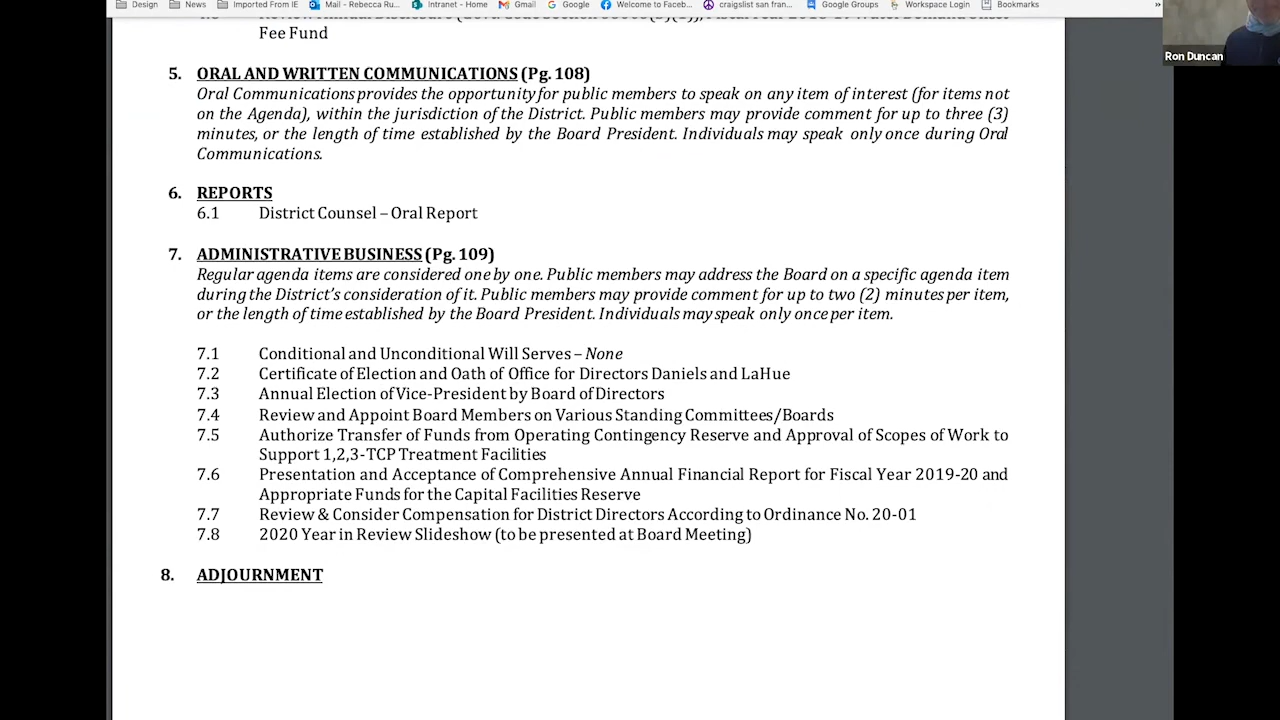 Design News Imported From IE Mail - Rebecca Ru... Intranet - Home Gmail Google Welcome to Faceb... craigslist san fran... Google Groups Workspace Login Bookmarks »
Fee Fund
Ron Duncan
5. ORAL AND WRITTEN COMMUNICATIONS (Pg. 108)
Oral Communications provides the opportunity for public members to speak on any item of interest (for items not
on the Agenda), within the jurisdiction of the District. Public members may provide comment for up to three (3)
minutes, or the length of time established by the Board President. Individuals may speak only once during Oral
Communications.
6. REPORTS
6.1 District Counsel – Oral Report
7. ADMINISTRATIVE BUSINESS (Pg. 109)
Regular agenda items are considered one by one. Public members may address the Board on a specific agenda item
during the District's consideration of it. Public members may provide comment for up to two (2) minutes per item,
or the length of time established by the Board President. Individuals may speak only once per item.
7.1 Conditional and Unconditional Will Serves – None
7.2 Certificate of Election and Oath of Office for Directors Daniels and LaHue
7.3 Annual Election of Vice-President by Board of Directors
7.4 Review and Appoint Board Members on Various Standing Committees/Boards
7.5 Authorize Transfer of Funds from Operating Contingency Reserve and Approval of Scopes of Work to
Support 1,2,3-TCP Treatment Facilities
7.6 Presentation and Acceptance of Comprehensive Annual Financial Report for Fiscal Year 2019-20 and
Appropriate Funds for the Capital Facilities Reserve
7.7 Review & Consider Compensation for District Directors According to Ordinance No. 20-01
7.8 2020 Year in Review Slideshow (to be presented at Board Meeting)
8. ADJOURNMENT